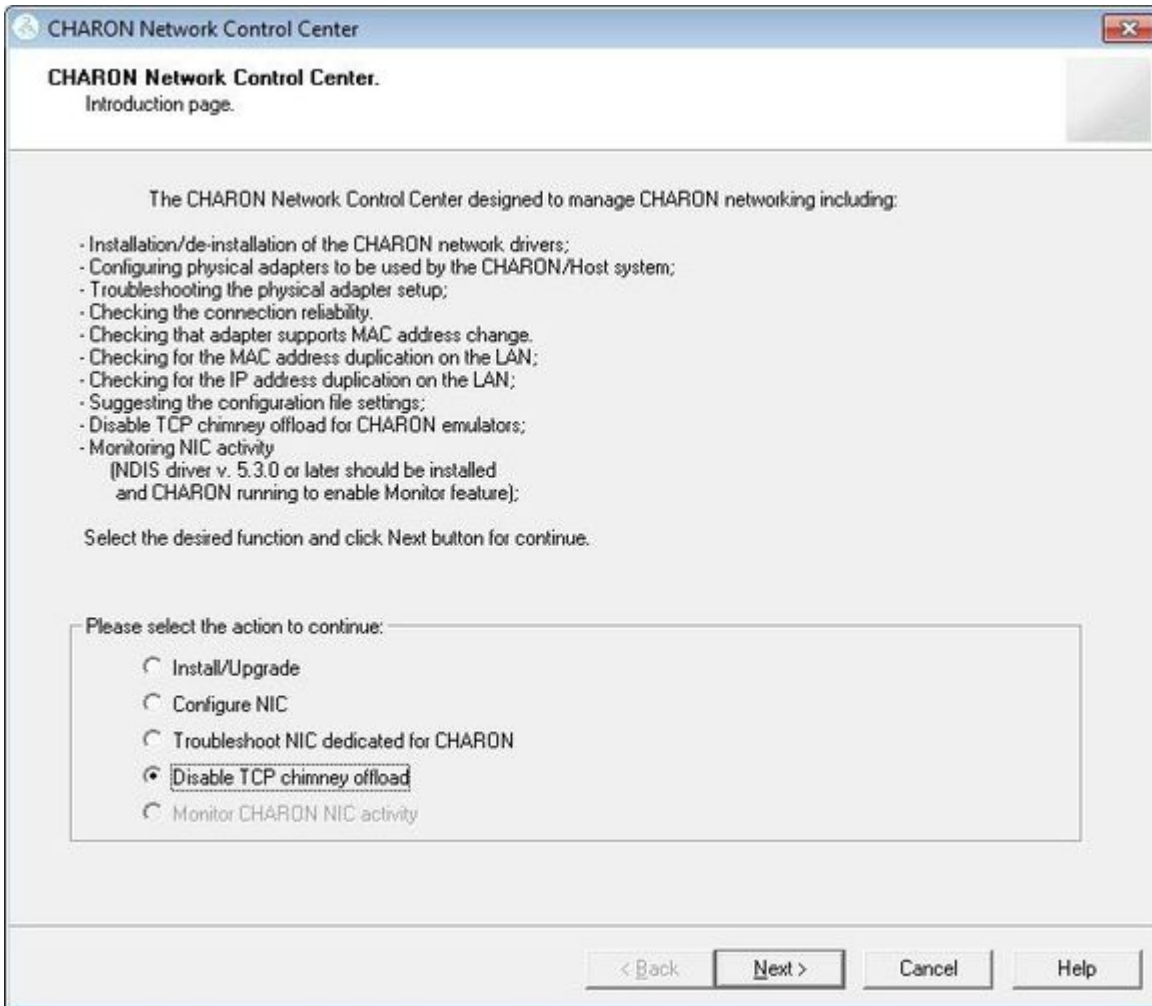 CHARON Network Control Center
CHARON Network Control Center.
Introduction page.
The CHARON Network Control Center designed to manage CHARON networking including:
- Installation/de-installation of the CHARON network drivers;
- Configuring physical adapters to be used by the CHARON/Host system;
- Troubleshooting the physical adapter setup;
- Checking the connection reliability.
- Checking that adapter supports MAC address change.
- Checking for the MAC address duplication on the LAN;
- Checking for the IP address duplication on the LAN;
- Suggesting the configuration file settings;
- Disable TCP chimney offload for CHARON emulators;
- Monitoring NIC activity
(NDIS driver v. 5.3.0 or later should be installed
and CHARON running to enable Monitor feature);
Select the desired function and click Next button for continue.
Please select the action to continue:
Install/Upgrade
Configure NIC
Troubleshoot NIC dedicated for CHARON
Disable TCP chimney offload
Monitor CHARON NIC activity
< Back Next > Cancel Help